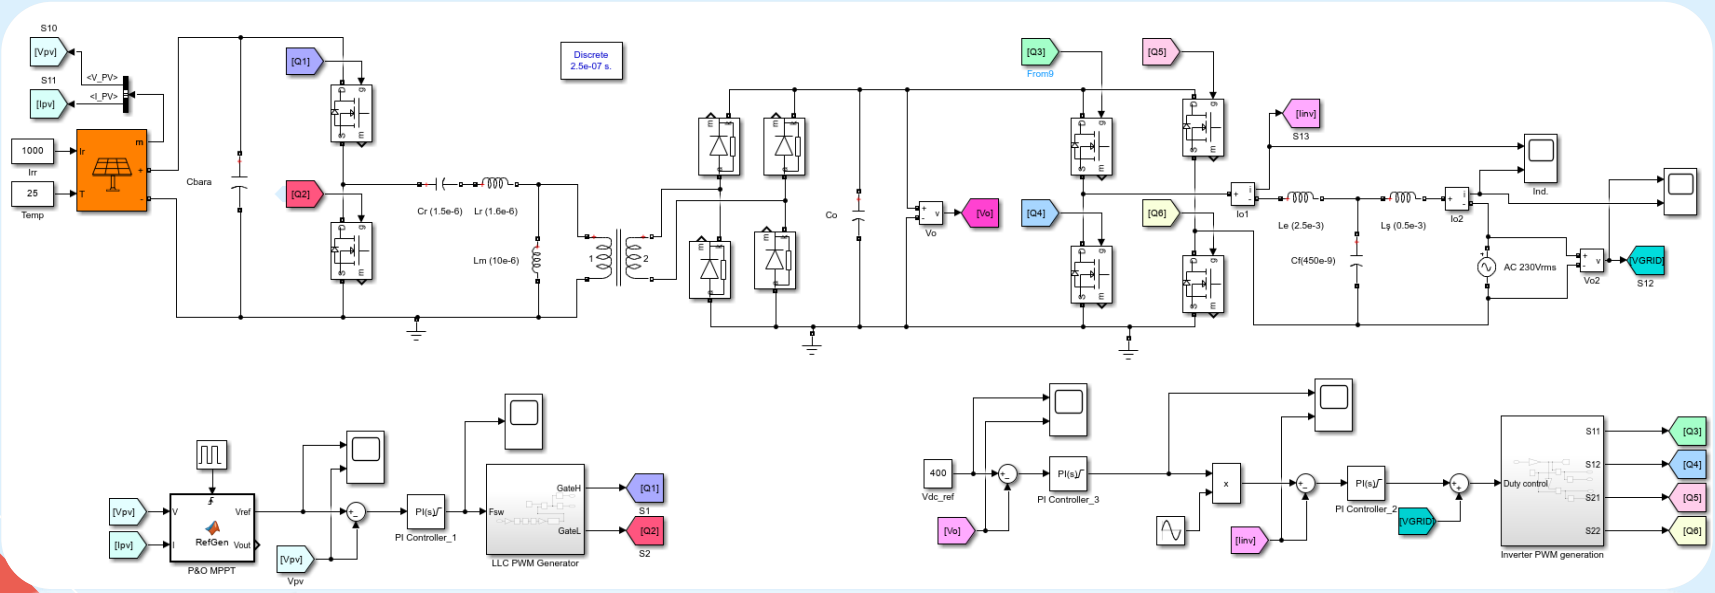 S10
[Vpv]
<V_PV>
S11
[Ipv]
<I_PV>
1000
Irr
25
Temp
Ir
T
m
+
-
Cbara
[Q1]
g
D
S
m
[Q2]
g
D
S
m
Discrete
2.5e-07 s.
Cr (1.5e-6)
Lr (1.6e-6)
Lm (10e-6)
1
2
m
k
m
k
m
a
m
a
Co
+
-
v
Vo
[Vo]
[Q3]
From9
[Q5]
g
D
S
m
g
D
S
m
[Q4]
[Q6]
g
D
S
m
g
D
S
m
[Iinv]
S13
+
i
-
Io1
Le (2.5e-3)
Ls (0.5e-3)
Cf(450e-9)
+
i
-
Io2
Ind.
AC 230Vrms
+
-
v
Vo2
[VGRID]
S12
[Vpv]
[Ipv]
V
I
Vref
RefGen
Vout
P&O MPPT
[Vpv]
Vpv
+
-
PI(s)
PI Controller_1
Fsw
GateH
GateL
LLC PWM Generator
[Q1]
S1
[Q2]
S2
400
Vdc_ref
[Vo]
+
-
PI(s)
PI Controller_3
x
[Iinv]
+
-
PI(s)
PI Controller_2
[VGRID]
+
+
Duty control
S11
S12
S21
S22
Inverter PWM generation
[Q3]
[Q4]
[Q5]
[Q6]